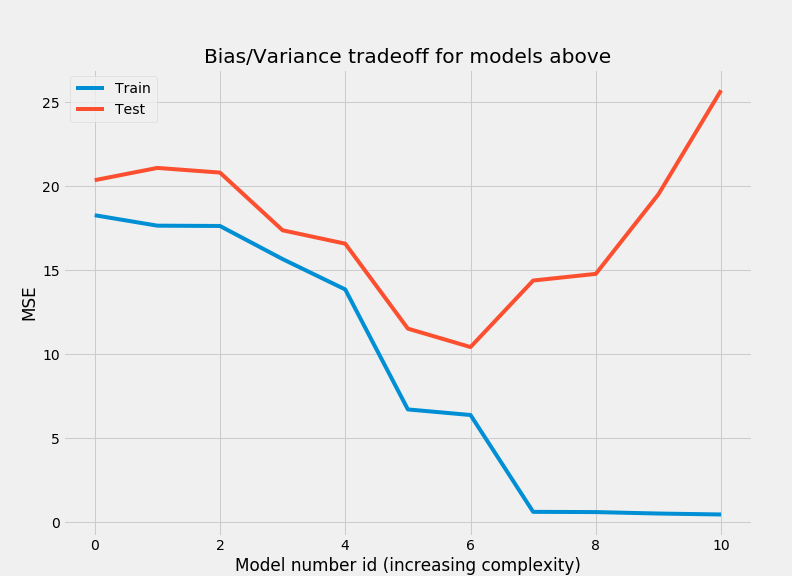 Bias/Variance tradeoff for models above
Train
Test
25
20
15
10
5
0
MSE
0 2 4 6 8 10
Model number id (increasing complexity)